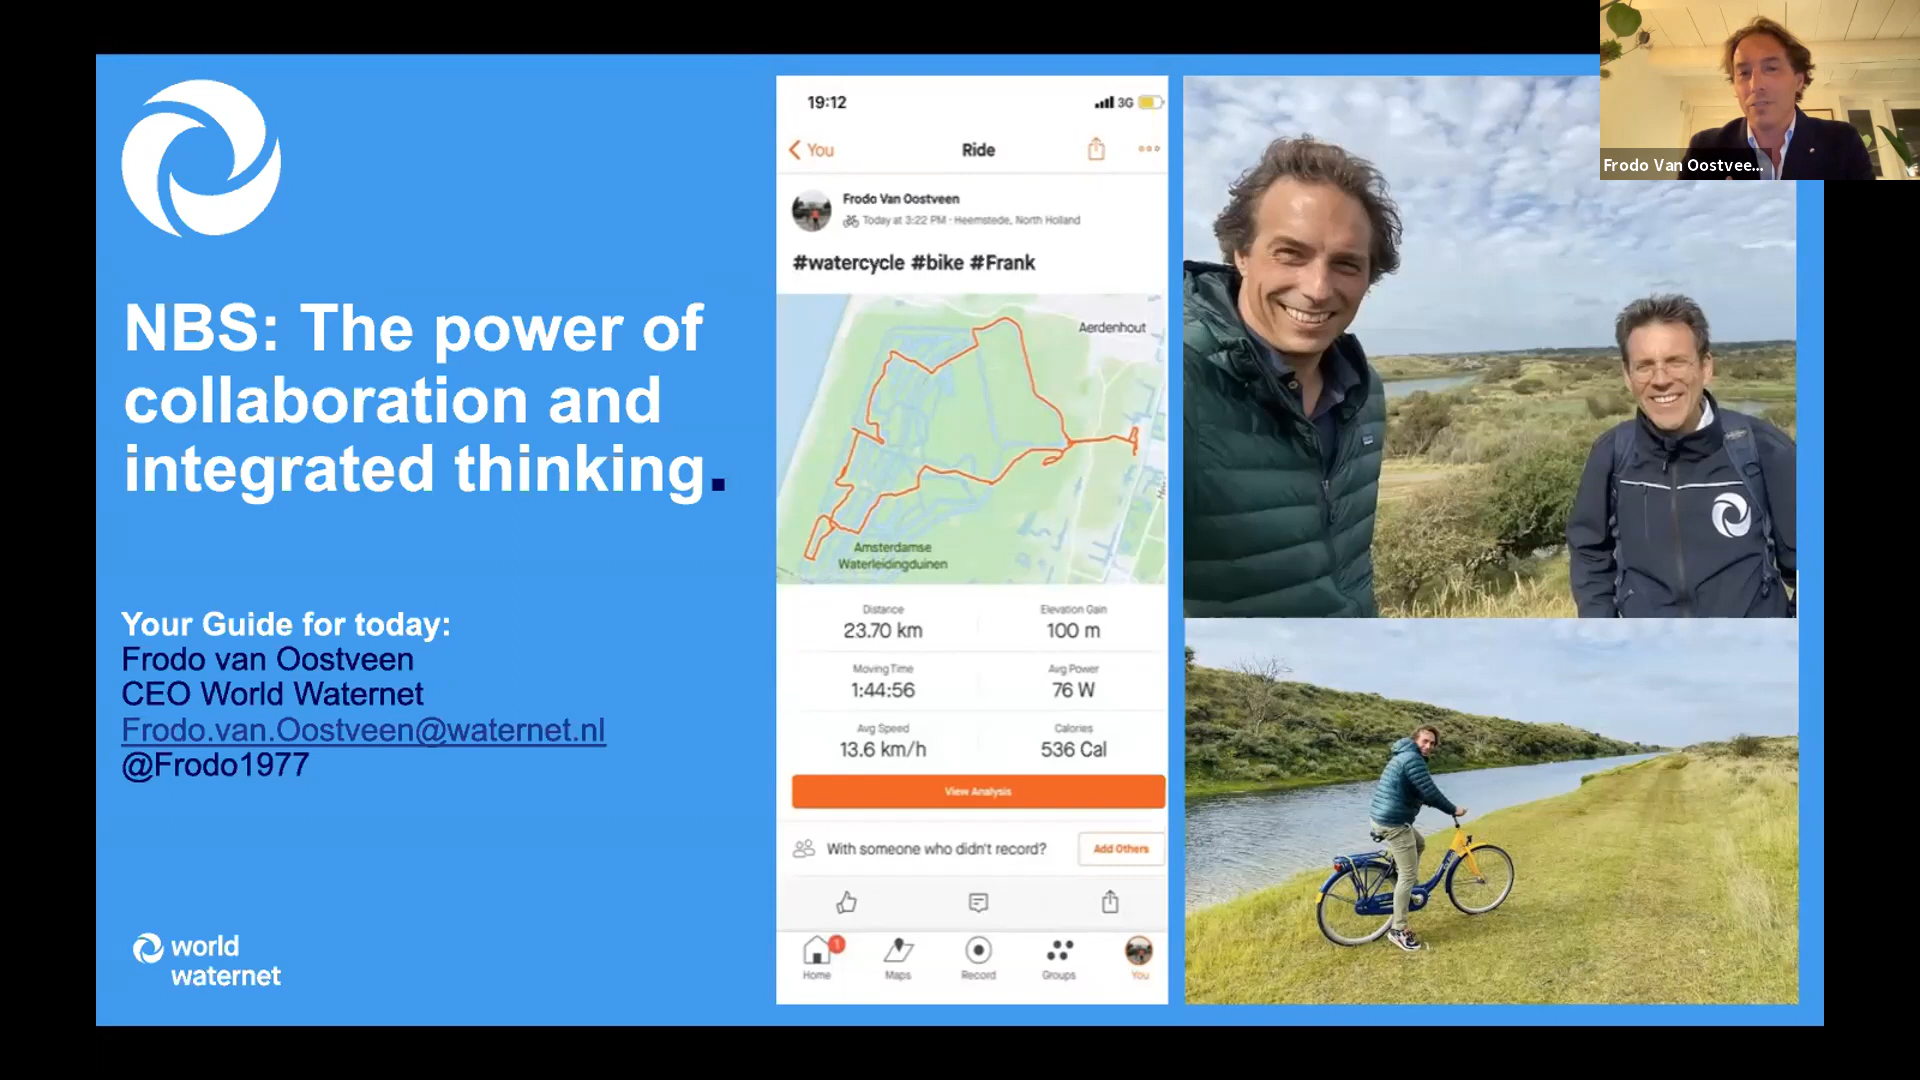 NBS: The power of
collaboration and
integrated thinking.
Your Guide for today:
Frodo van Oostveen
CEO World Waternet
Frodo.van.Oostveen@waternet.nl
@Frodo1977
world
waternet
19:12
3G
You
Ride
Frodo Van Oostveen
Today at 3:22 PM · Heemstede, North Holland
#watercycle #bike #Frank
Aerdenhout
Amsterdamse
Waterleidingduinen
Distance
Elevation Gain
23.70 km
100 m
Moving Time
Avg Power
1:44:56
76 W
Avg Speed
Calories
13.6 km/h
536 Cal
View Analysis
With someone who didn't record?
Add Others
1
Home
Maps
Record
Groups
You
Frodo Van Oostvee...